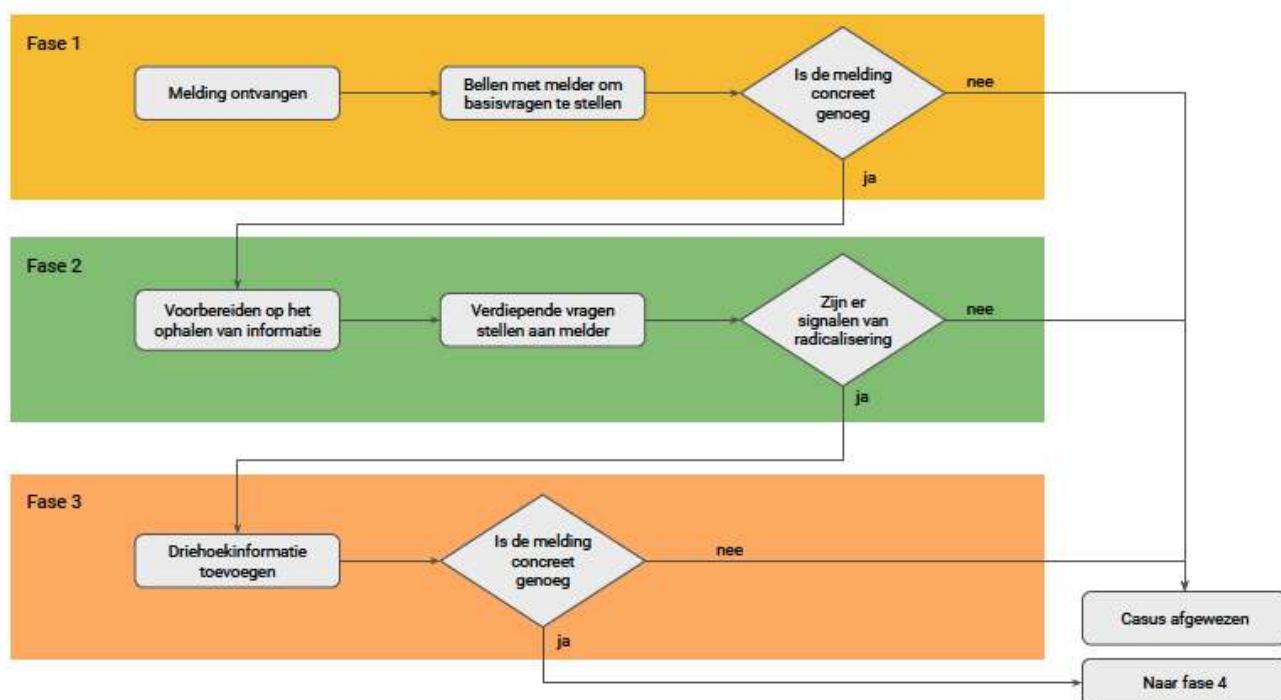 Fase 1
Melding ontvangen
Bellen met melder om
basisvragen te stellen
Is de melding
concreet
genoeg
nee
ja
Fase 2
Voorbereiden op het
ophalen van informatie
Verdiepende vragen
stellen aan melder
Zijn er
signalen van
radicalisering
nee
ja
Fase 3
Driehoekinformatie
toevoegen
Is de melding
concreet
genoeg
nee
ja
Casus afgewezen
Naar fase 4